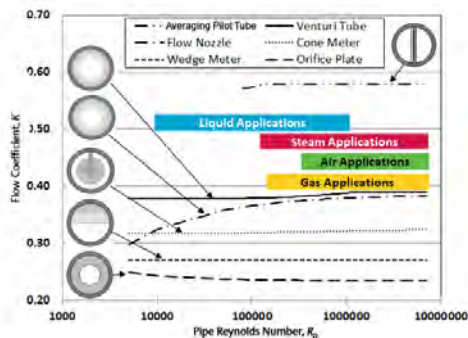 0.70
Averaging Pilot Tube
Venturi Tube
Flow Nozzle
Cone Meter
Wedge Meter
Orifice Plate
0.60
0.50
Liquid Applications
Steam Applications
Air Applications
0.40
Gas Applications
0.30
0.20
Flow Coefficient, K
1000
10000
100000
1000000
10000000
Pipe Reynolds Number, R_D